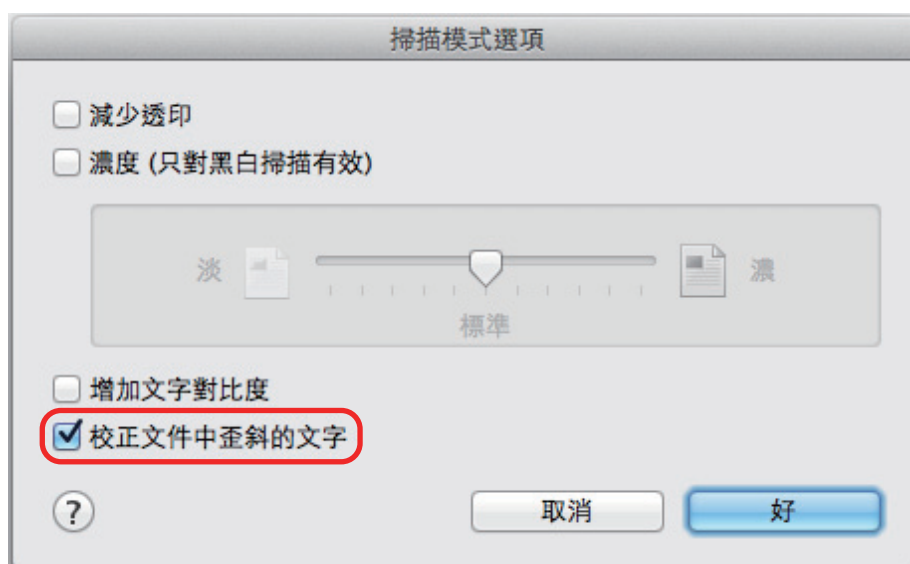 掃描模式選項
減少透印
濃度 (只對黑白掃描有效)
淡 濃
標準
增加文字對比度
校正文件中歪斜的文字
? 取消 好